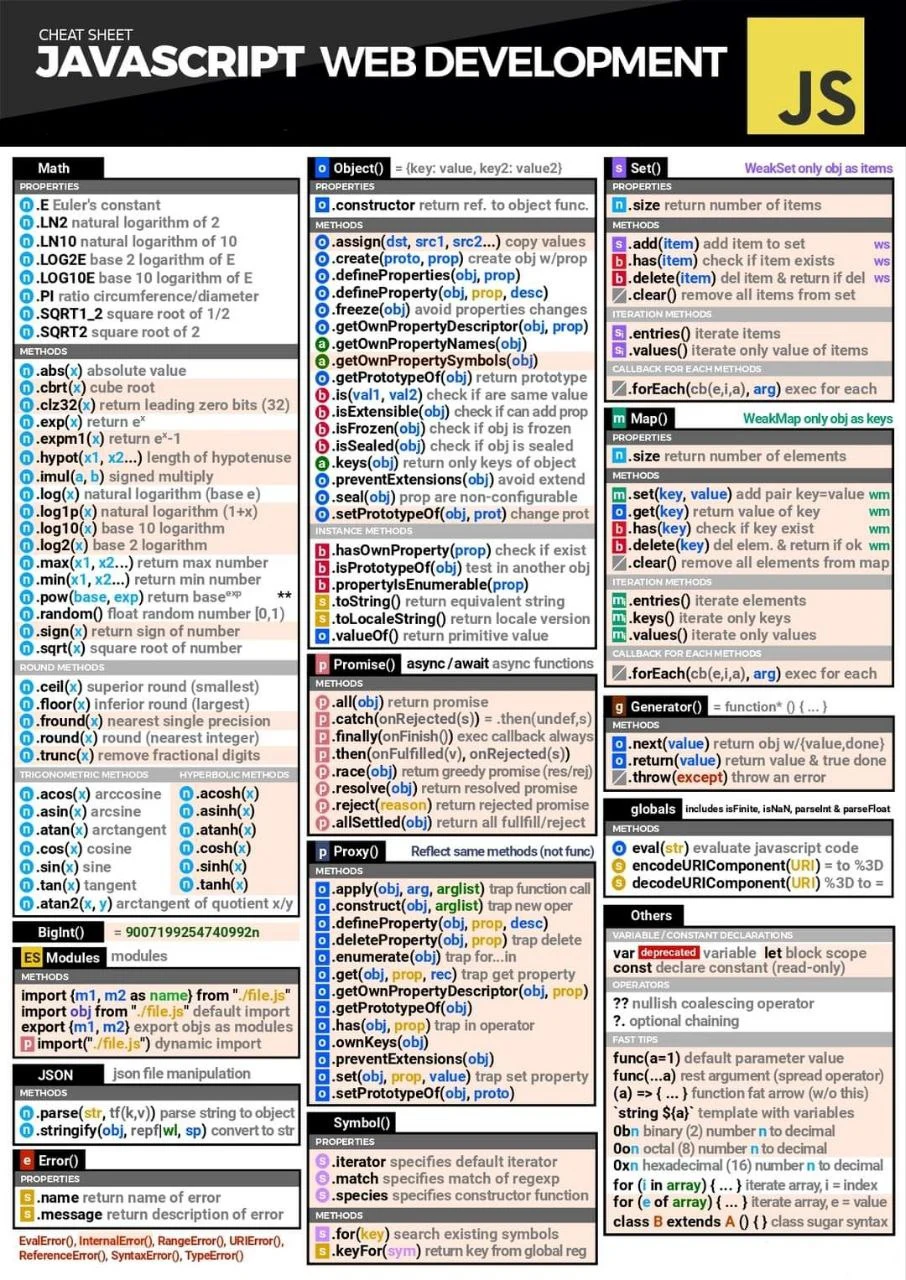 CHEAT SHEET
JAVASCRIPT WEB DEVELOPMENT
JS
Math
PROPERTIES
n .E Euler's constant
n .LN2 natural logarithm of 2
n .LN10 natural logarithm of 10
n .LOG2E base 2 logarithm of E
n .LOG10E base 10 logarithm of E
n .PI ratio circumference/diameter
n .SQRT1_2 square root of 1/2
n .SQRT2 square root of 2
METHODS
n .abs(x) absolute value
n .cbrt(x) cube root
n .clz32(x) return leading zero bits (32)
n .exp(x) return eˣ
n .expm1(x) return eˣ-1
n .hypot(x1, x2...) length of hypotenuse
n .imul(a, b) signed multiply
n .log(x) natural logarithm (base e)
n .log1p(x) natural logarithm (1+x)
n .log10(x) base 10 logarithm
n .log2(x) base 2 logarithm
n .max(x1, x2...) return max number
n .min(x1, x2...) return min number
n .pow(base, exp) return baseᵉˣᵖ **
n .random() float random number [0,1)
n .sign(x) return sign of number
n .sqrt(x) square root of number
ROUND METHODS
n .ceil(x) superior round (smallest)
n .floor(x) inferior round (largest)
n .fround(x) nearest single precision
n .round(x) round (nearest integer)
n .trunc(x) remove fractional digits
TRIGONOMETRIC METHODS HYPERBOLIC METHODS
n .acos(x) arccosine n .acosh(x)
n .asin(x) arcsine n .asinh(x)
n .atan(x) arctangent n .atanh(x)
n .cos(x) cosine n .cosh(x)
n .sin(x) sine n .sinh(x)
n .tan(x) tangent n .tanh(x)
n .atan2(x, y) arctangent of quotient x/y
BigInt() = 9007199254740992n
ES Modules modules
METHODS
import {m1, m2 as name} from "./file.js"
import obj from "./file.js" default import
export {m1, m2} export objs as modules
p import("./file.js") dynamic import
JSON json file manipulation
METHODS
n .parse(str, tf(k,v)) parse string to object
n .stringify(obj, repf|wl, sp) convert to str
e Error()
PROPERTIES
s .name return name of error
s .message return description of error
EvalError(), InternalError(), RangeError(), URIError(),
ReferenceError(), SyntaxError(), TypeError()
o Object() = {key: value, key2: value2}
PROPERTIES
o .constructor return ref. to object func.
METHODS
o .assign(dst, src1, src2...) copy values
o .create(proto, prop) create obj w/prop
o .defineProperties(obj, prop)
o .defineProperty(obj, prop, desc)
o .freeze(obj) avoid properties changes
o .getOwnPropertyDescriptor(obj, prop)
a .getOwnPropertyNames(obj)
a .getOwnPropertySymbols(obj)
o .getPrototypeOf(obj) return prototype
b .is(val1, val2) check if are same value
b .isExtensible(obj) check if can add prop
b .isFrozen(obj) check if obj is frozen
b .isSealed(obj) check if obj is sealed
a .keys(obj) return only keys of object
o .preventExtensions(obj) avoid extend
o .seal(obj) prop are non-configurable
o .setPrototypeOf(obj, prot) change prot
INSTANCE METHODS
b .hasOwnProperty(prop) check if exist
b .isPrototypeOf(obj) test in another obj
b .propertyIsEnumerable(prop)
s .toString() return equivalent string
s .toLocaleString() return locale version
o .valueOf() return primitive value
p Promise() async / await async functions
METHODS
p .all(obj) return promise
p .catch(onRejected(s)) = .then(undef,s)
p .finally(onFinish()) exec callback always
p .then(onFulfilled(v), onRejected(s))
p .race(obj) return greedy promise (res/rej)
p .resolve(obj) return resolved promise
p .reject(reason) return rejected promise
p .allSettled(obj) return all fullfill/reject
p Proxy() Reflect same methods (not func)
METHODS
o .apply(obj, arg, arglist) trap function call
o .construct(obj, arglist) trap new oper
o .defineProperty(obj, prop, desc)
o .deleteProperty(obj, prop) trap delete
o .enumerate(obj) trap for...in
o .get(obj, prop, rec) trap get property
o .getOwnPropertyDescriptor(obj, prop)
o .getPrototypeOf(obj)
o .has(obj, prop) trap in operator
o .ownKeys(obj)
o .preventExtensions(obj)
o .set(obj, prop, value) trap set property
o .setPrototypeOf(obj, proto)
Symbol()
PROPERTIES
s .iterator specifies default iterator
s .match specifies match of regexp
s .species specifies constructor function
METHODS
s .for(key) search existing symbols
s .keyFor(sym) return key from global reg
s Set() WeakSet only obj as items
PROPERTIES
n .size return number of items
METHODS
s .add(item) add item to set ws
b .has(item) check if item exists ws
b .delete(item) del item & return if del ws
.clear() remove all items from set
ITERATION METHODS
si .entries() iterate items
si .values() iterate only value of items
CALLBACK FOR EACH METHODS
.forEach(cb(e,i,a), arg) exec for each
m Map() WeakMap only obj as keys
PROPERTIES
n .size return number of elements
METHODS
m .set(key, value) add pair key=value wm
o .get(key) return value of key wm
b .has(key) check if key exist wm
b .delete(key) del elem. & return if ok wm
.clear() remove all elements from map
ITERATION METHODS
mi .entries() iterate elements
mi .keys() iterate only keys
mi .values() iterate only values
CALLBACK FOR EACH METHODS
.forEach(cb(e,i,a), arg) exec for each
g Generator() = function* () { ... }
METHODS
o .next(value) return obj w/{value,done}
o .return(value) return value & true done
.throw(except) throw an error
globals includes isFinite, isNaN, parseInt & parseFloat
METHODS
o eval(str) evaluate javascript code
s encodeURIComponent(URI) = to %3D
s decodeURIComponent(URI) %3D to =
Others
VARIABLE / CONSTANT DECLARATIONS
var deprecated variable let block scope
const declare constant (read-only)
OPERATORS
?? nullish coalescing operator
?. optional chaining
FAST TIPS
func(a=1) default parameter value
func(...a) rest argument (spread operator)
(a) => { ... } function fat arrow (w/o this)
`string ${a}` template with variables
0bn binary (2) number n to decimal
0on octal (8) number n to decimal
0xn hexadecimal (16) number n to decimal
for (i in array) { ... } iterate array, i = index
for (e of array) { ... } iterate array, e = value
class B extends A () { } class sugar syntax